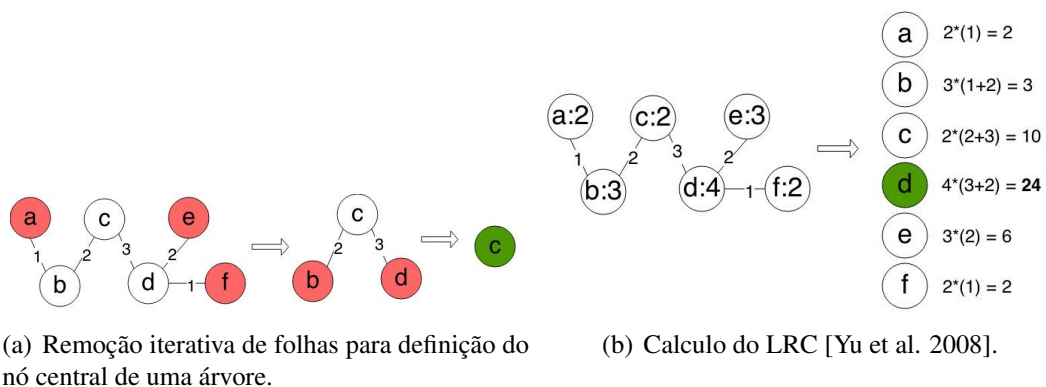 a
c
e
1
2
3
2
b
d
1
f
c
2
3
b
d
c
(a) Remoção iterativa de folhas para definição do
nó central de uma árvore.
a:2
c:2
e:3
1
2
3
2
b:3
d:4
1
f:2
a 2*(1) = 2
b 3*(1+2) = 3
c 2*(2+3) = 10
d 4*(3+2) = 24
e 3*(2) = 6
f 2*(1) = 2
(b) Calculo do LRC [Yu et al. 2008].